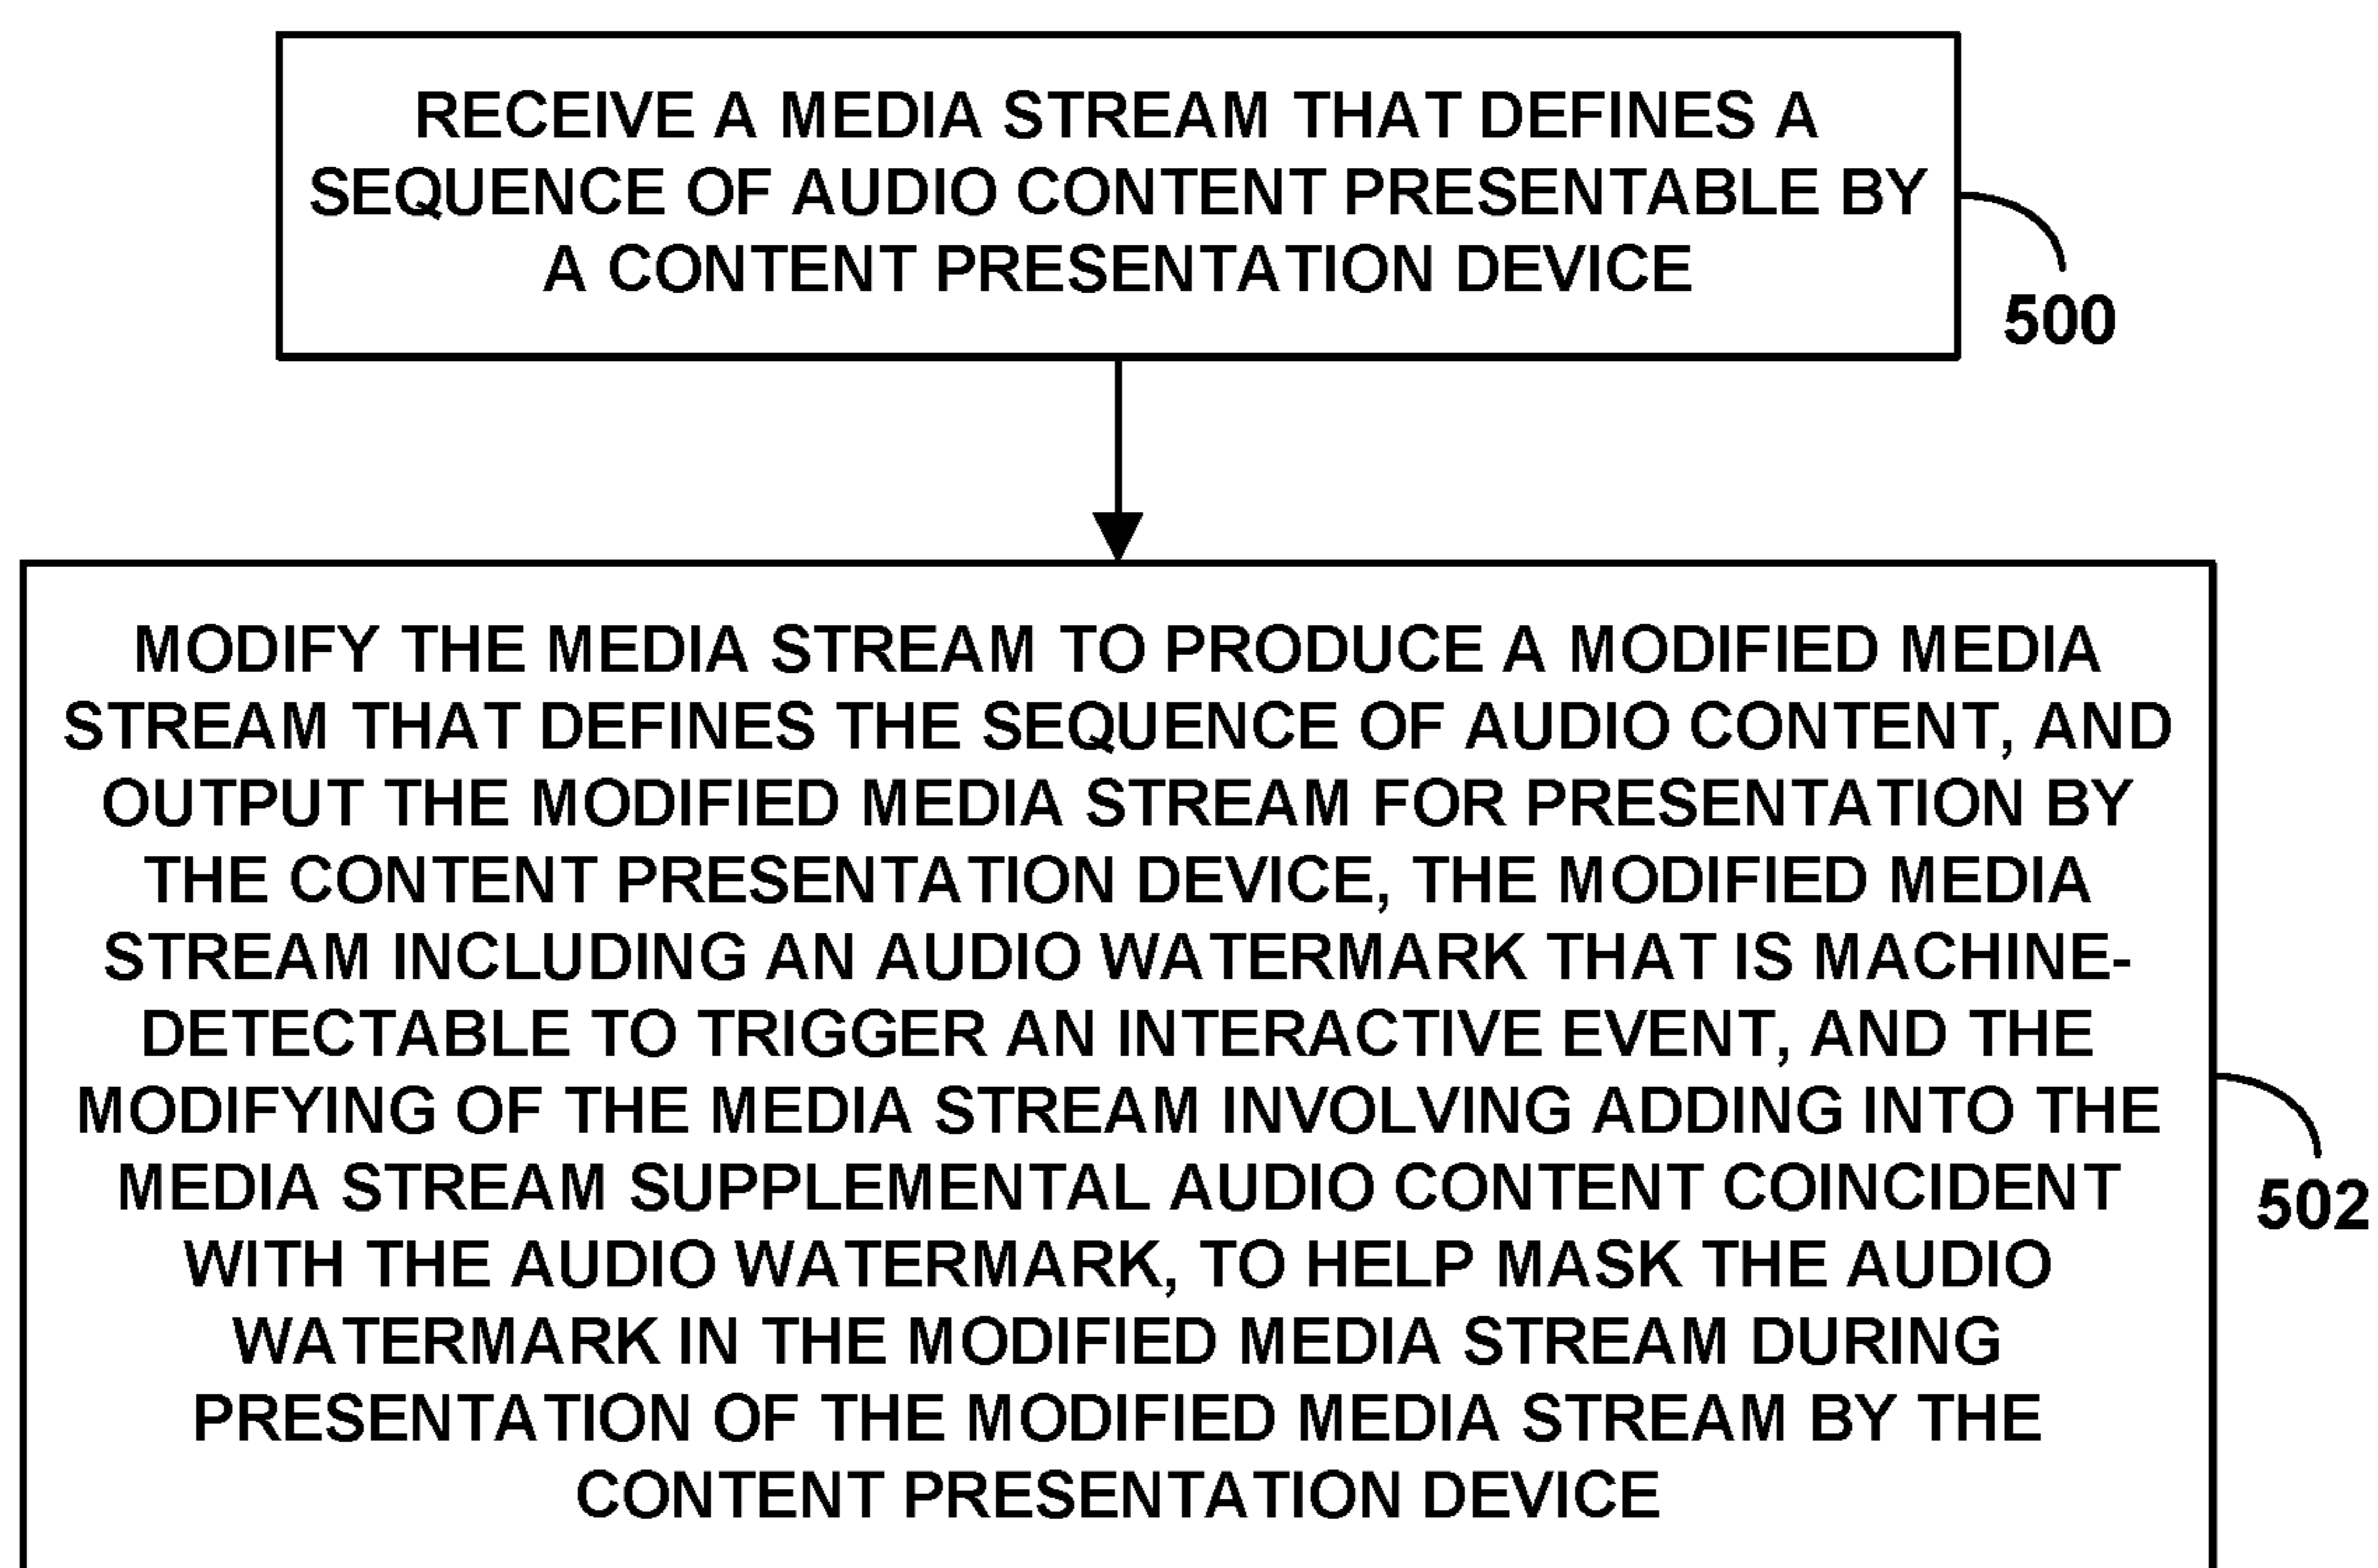 RECEIVE A MEDIA STREAM THAT DEFINES A
SEQUENCE OF AUDIO CONTENT PRESENTABLE BY
A CONTENT PRESENTATION DEVICE
500
MODIFY THE MEDIA STREAM TO PRODUCE A MODIFIED MEDIA
STREAM THAT DEFINES THE SEQUENCE OF AUDIO CONTENT, AND
OUTPUT THE MODIFIED MEDIA STREAM FOR PRESENTATION BY
THE CONTENT PRESENTATION DEVICE, THE MODIFIED MEDIA
STREAM INCLUDING AN AUDIO WATERMARK THAT IS MACHINE-
DETECTABLE TO TRIGGER AN INTERACTIVE EVENT, AND THE
MODIFYING OF THE MEDIA STREAM INVOLVING ADDING INTO THE
MEDIA STREAM SUPPLEMENTAL AUDIO CONTENT COINCIDENT
WITH THE AUDIO WATERMARK, TO HELP MASK THE AUDIO
WATERMARK IN THE MODIFIED MEDIA STREAM DURING
PRESENTATION OF THE MODIFIED MEDIA STREAM BY THE
CONTENT PRESENTATION DEVICE
502